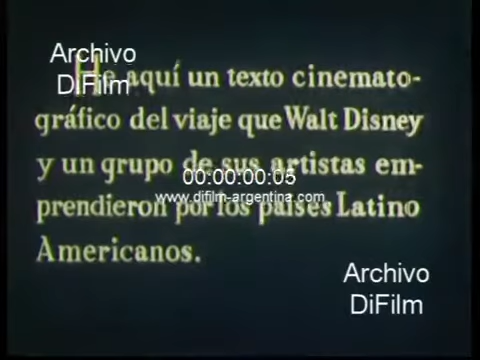 Archivo
DiFilm
He aquí un texto cinemato-
gráfico del viaje que Walt Disney
y un grupo de sus artistas em-
00:00:00:05
www.difilm-argentina.com
prendieron por los países Latino
Americanos.
Archivo
DiFilm